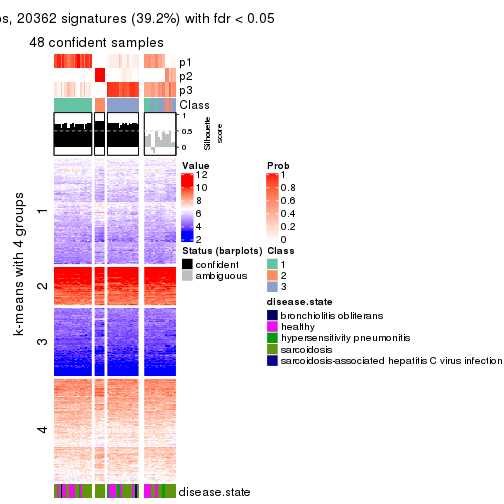 20362 signatures (39.2%) with fdr < 0.05
48 confident samples
p1
p2
p3
Class
1
0.5
0
Silhouette
score
k-means with 4 groups
1
2
3
4
disease.state
Value
12
10
8
6
4
2
Prob
1
0.8
0.6
0.4
0.2
0
Status (barplots)
confident
ambiguous
Class
1
2
3
disease.state
bronchiolitis obliterans
healthy
hypersensitivity pneumonitis
sarcoidosis
sarcoidosis-associated hepatitis C virus infection